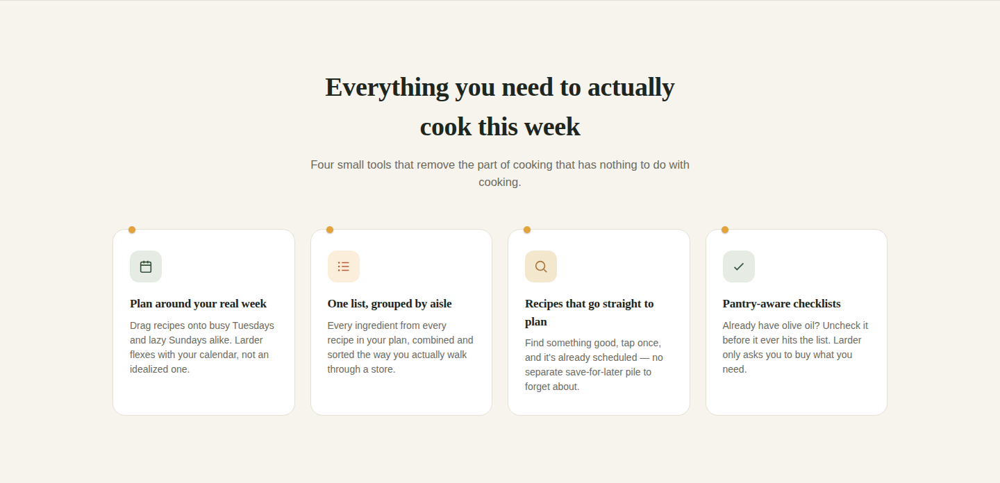 Everything you need to actually
cook this week
Four small tools that remove the part of cooking that has nothing to do with
cooking.
Plan around your real week
Drag recipes onto busy Tuesdays
and lazy Sundays alike. Larder
flexes with your calendar, not an
idealized one.
One list, grouped by aisle
Every ingredient from every
recipe in your plan, combined and
sorted the way you actually walk
through a store.
Recipes that go straight to
plan
Find something good, tap once,
and it's already scheduled — no
separate save-for-later pile to
forget about.
Pantry-aware checklists
Already have olive oil? Uncheck it
before it ever hits the list. Larder
only asks you to buy what you
need.